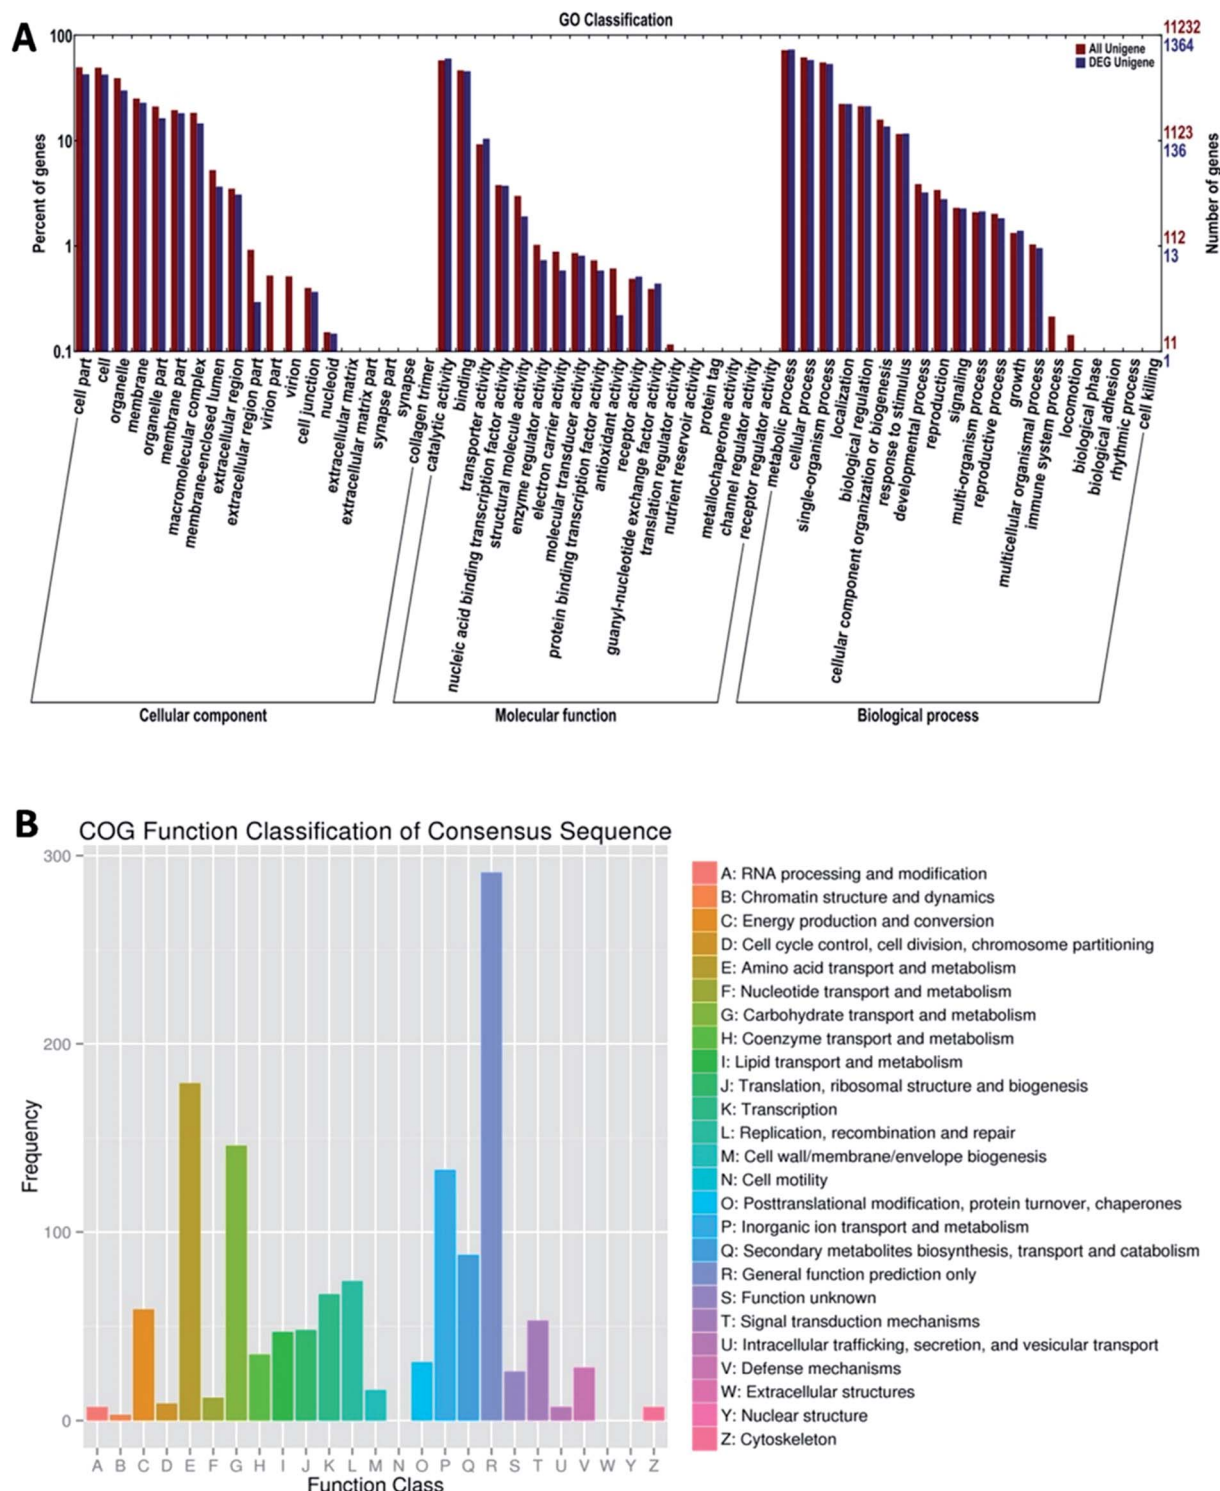 A
GO Classification
100
10
1
0.1
Percent of genes
11232
1364
1123
136
112
13
11
1
Number of genes
All Unigene
DEG Unigene
cell part
cell
organelle
membrane
organelle part
membrane part
macromolecular complex
membrane-enclosed lumen
extracellular region
extracellular region part
virion part
virion
cell junction
nucleoid
extracellular matrix
extracellular matrix part
synapse part
synapse
collagen trimer
catalytic activity
binding
transporter activity
nucleic acid binding transcription factor activity
structural molecule activity
enzyme regulator activity
electron carrier activity
molecular transducer activity
protein binding transcription factor activity
antioxidant activity
receptor activity
guanyl-nucleotide exchange factor activity
translation regulator activity
nutrient reservoir activity
protein tag
metallochaperone activity
channel regulator activity
receptor regulator activity
metabolic process
cellular process
single-organism process
localization
biological regulation
cellular component organization or biogenesis
response to stimulus
developmental process
reproduction
signaling
multi-organism process
reproductive process
growth
multicellular organismal process
immune system process
locomotion
biological phase
biological adhesion
rhythmic process
cell killing
Cellular component
Molecular function
Biological process
B
COG Function Classification of Consensus Sequence
300
200
100
0
Frequency
A B C D E F G H I J K L M N O P Q R S T U V W Y Z
Function Class
A: RNA processing and modification
B: Chromatin structure and dynamics
C: Energy production and conversion
D: Cell cycle control, cell division, chromosome partitioning
E: Amino acid transport and metabolism
F: Nucleotide transport and metabolism
G: Carbohydrate transport and metabolism
H: Coenzyme transport and metabolism
I: Lipid transport and metabolism
J: Translation, ribosomal structure and biogenesis
K: Transcription
L: Replication, recombination and repair
M: Cell wall/membrane/envelope biogenesis
N: Cell motility
O: Posttranslational modification, protein turnover, chaperones
P: Inorganic ion transport and metabolism
Q: Secondary metabolites biosynthesis, transport and catabolism
R: General function prediction only
S: Function unknown
T: Signal transduction mechanisms
U: Intracellular trafficking, secretion, and vesicular transport
V: Defense mechanisms
W: Extracellular structures
Y: Nuclear structure
Z: Cytoskeleton